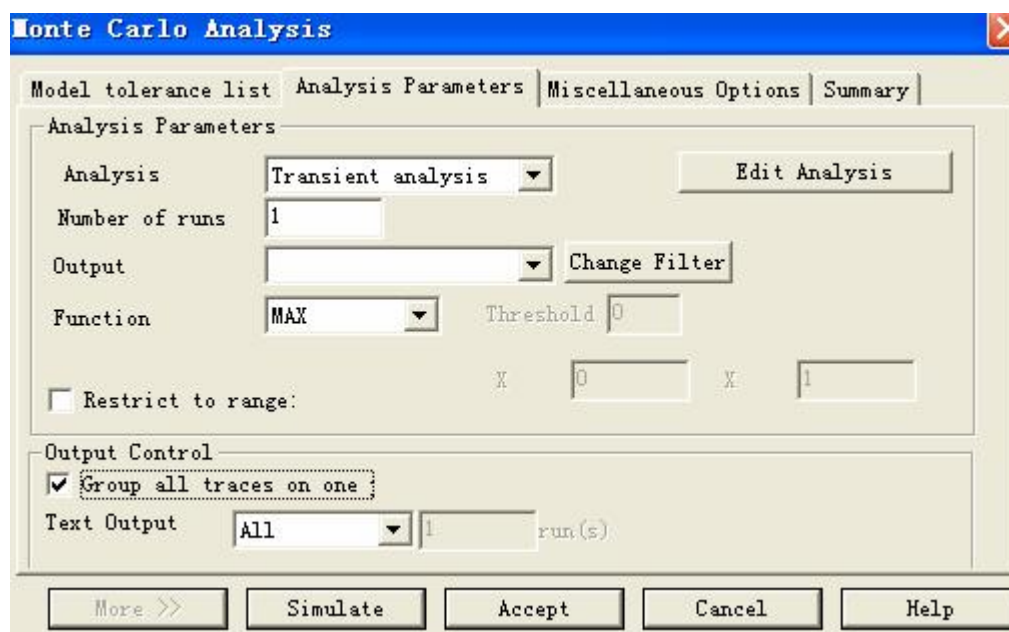 Monte Carlo Analysis
Model tolerance list Analysis Parameters Miscellaneous Options Summary
Analysis Parameters
Analysis Transient analysis Edit Analysis
Number of runs 1
Output Change Filter
Function MAX Threshold 0
X 0 X 1
Restrict to range:
Output Control
Group all traces on one
Text Output All 1 run(s)
More >> Simulate Accept Cancel Help